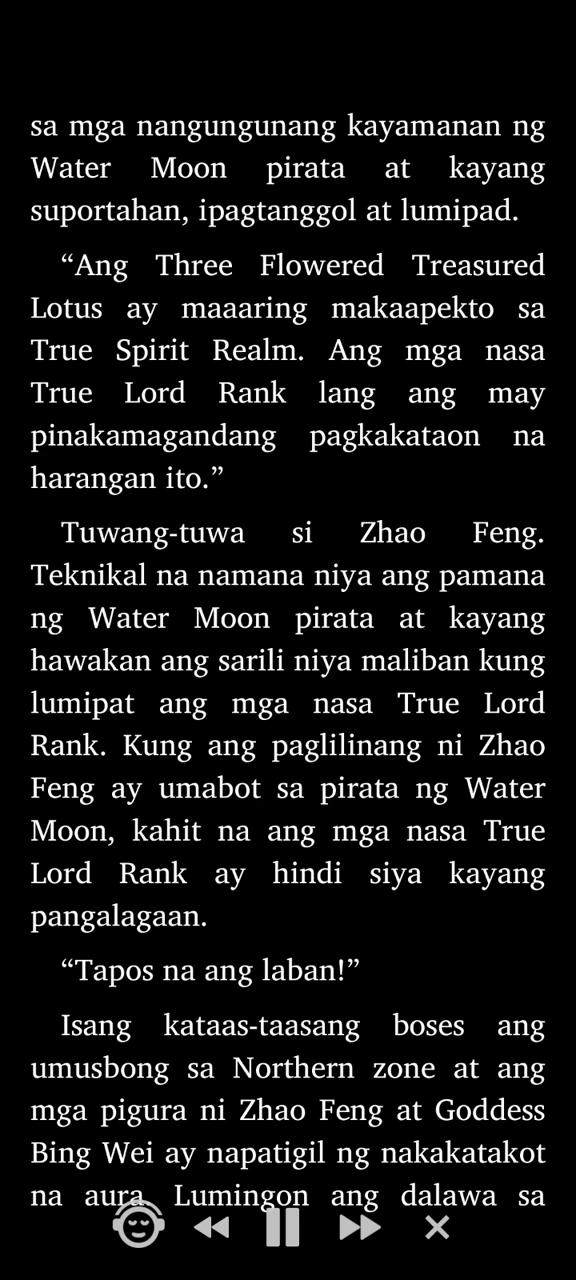 sa mga nangungunang kayamanan ng
Water Moon pirata at kayang
suportahan, ipagtanggol at lumipad.
“Ang Three Flowered Treasured
Lotus ay maaaring makaapekto sa
True Spirit Realm. Ang mga nasa
True Lord Rank lang ang may
pinakamagandang pagkakataon na
harangan ito.”
Tuwang-tuwa si Zhao Feng.
Teknikal na namana niya ang pamana
ng Water Moon pirata at kayang
hawakan ang sarili niya maliban kung
lumipat ang mga nasa True Lord
Rank. Kung ang paglilinang ni Zhao
Feng ay umabot sa pirata ng Water
Moon, kahit na ang mga nasa True
Lord Rank ay hindi siya kayang
pangalagaan.
“Tapos na ang laban!”
Isang kataas-taasang boses ang
umusbong sa Northern zone at ang
mga pigura ni Zhao Feng at Goddess
Bing Wei ay napatigil ng nakakatakot
na aura. Lumingon ang dalawa sa